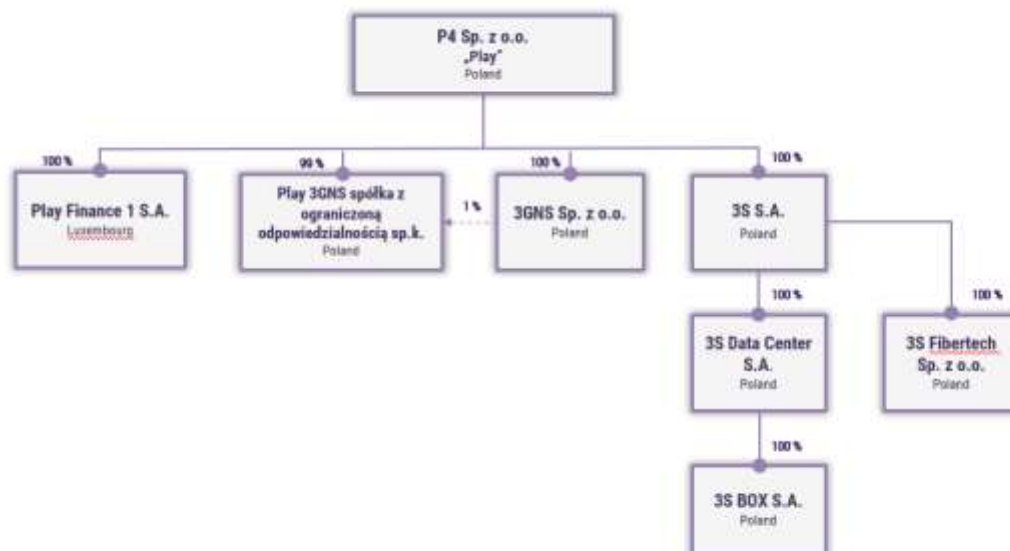 P4 Sp. z o.o.
„Play”
Poland
100 %
99 %
100 %
100 %
Play Finance 1 S.A.
Luxembourg
Play 3GNS spółka z
ograniczoną
odpowiedzialnością sp.k.
Poland
1 %
3GNS Sp. z o.o.
Poland
3S S.A.
Poland
100 %
100 %
3S Data Center
S.A.
Poland
3S Fibertech
Sp. z o.o.
Poland
100 %
3S BOX S.A.
Poland